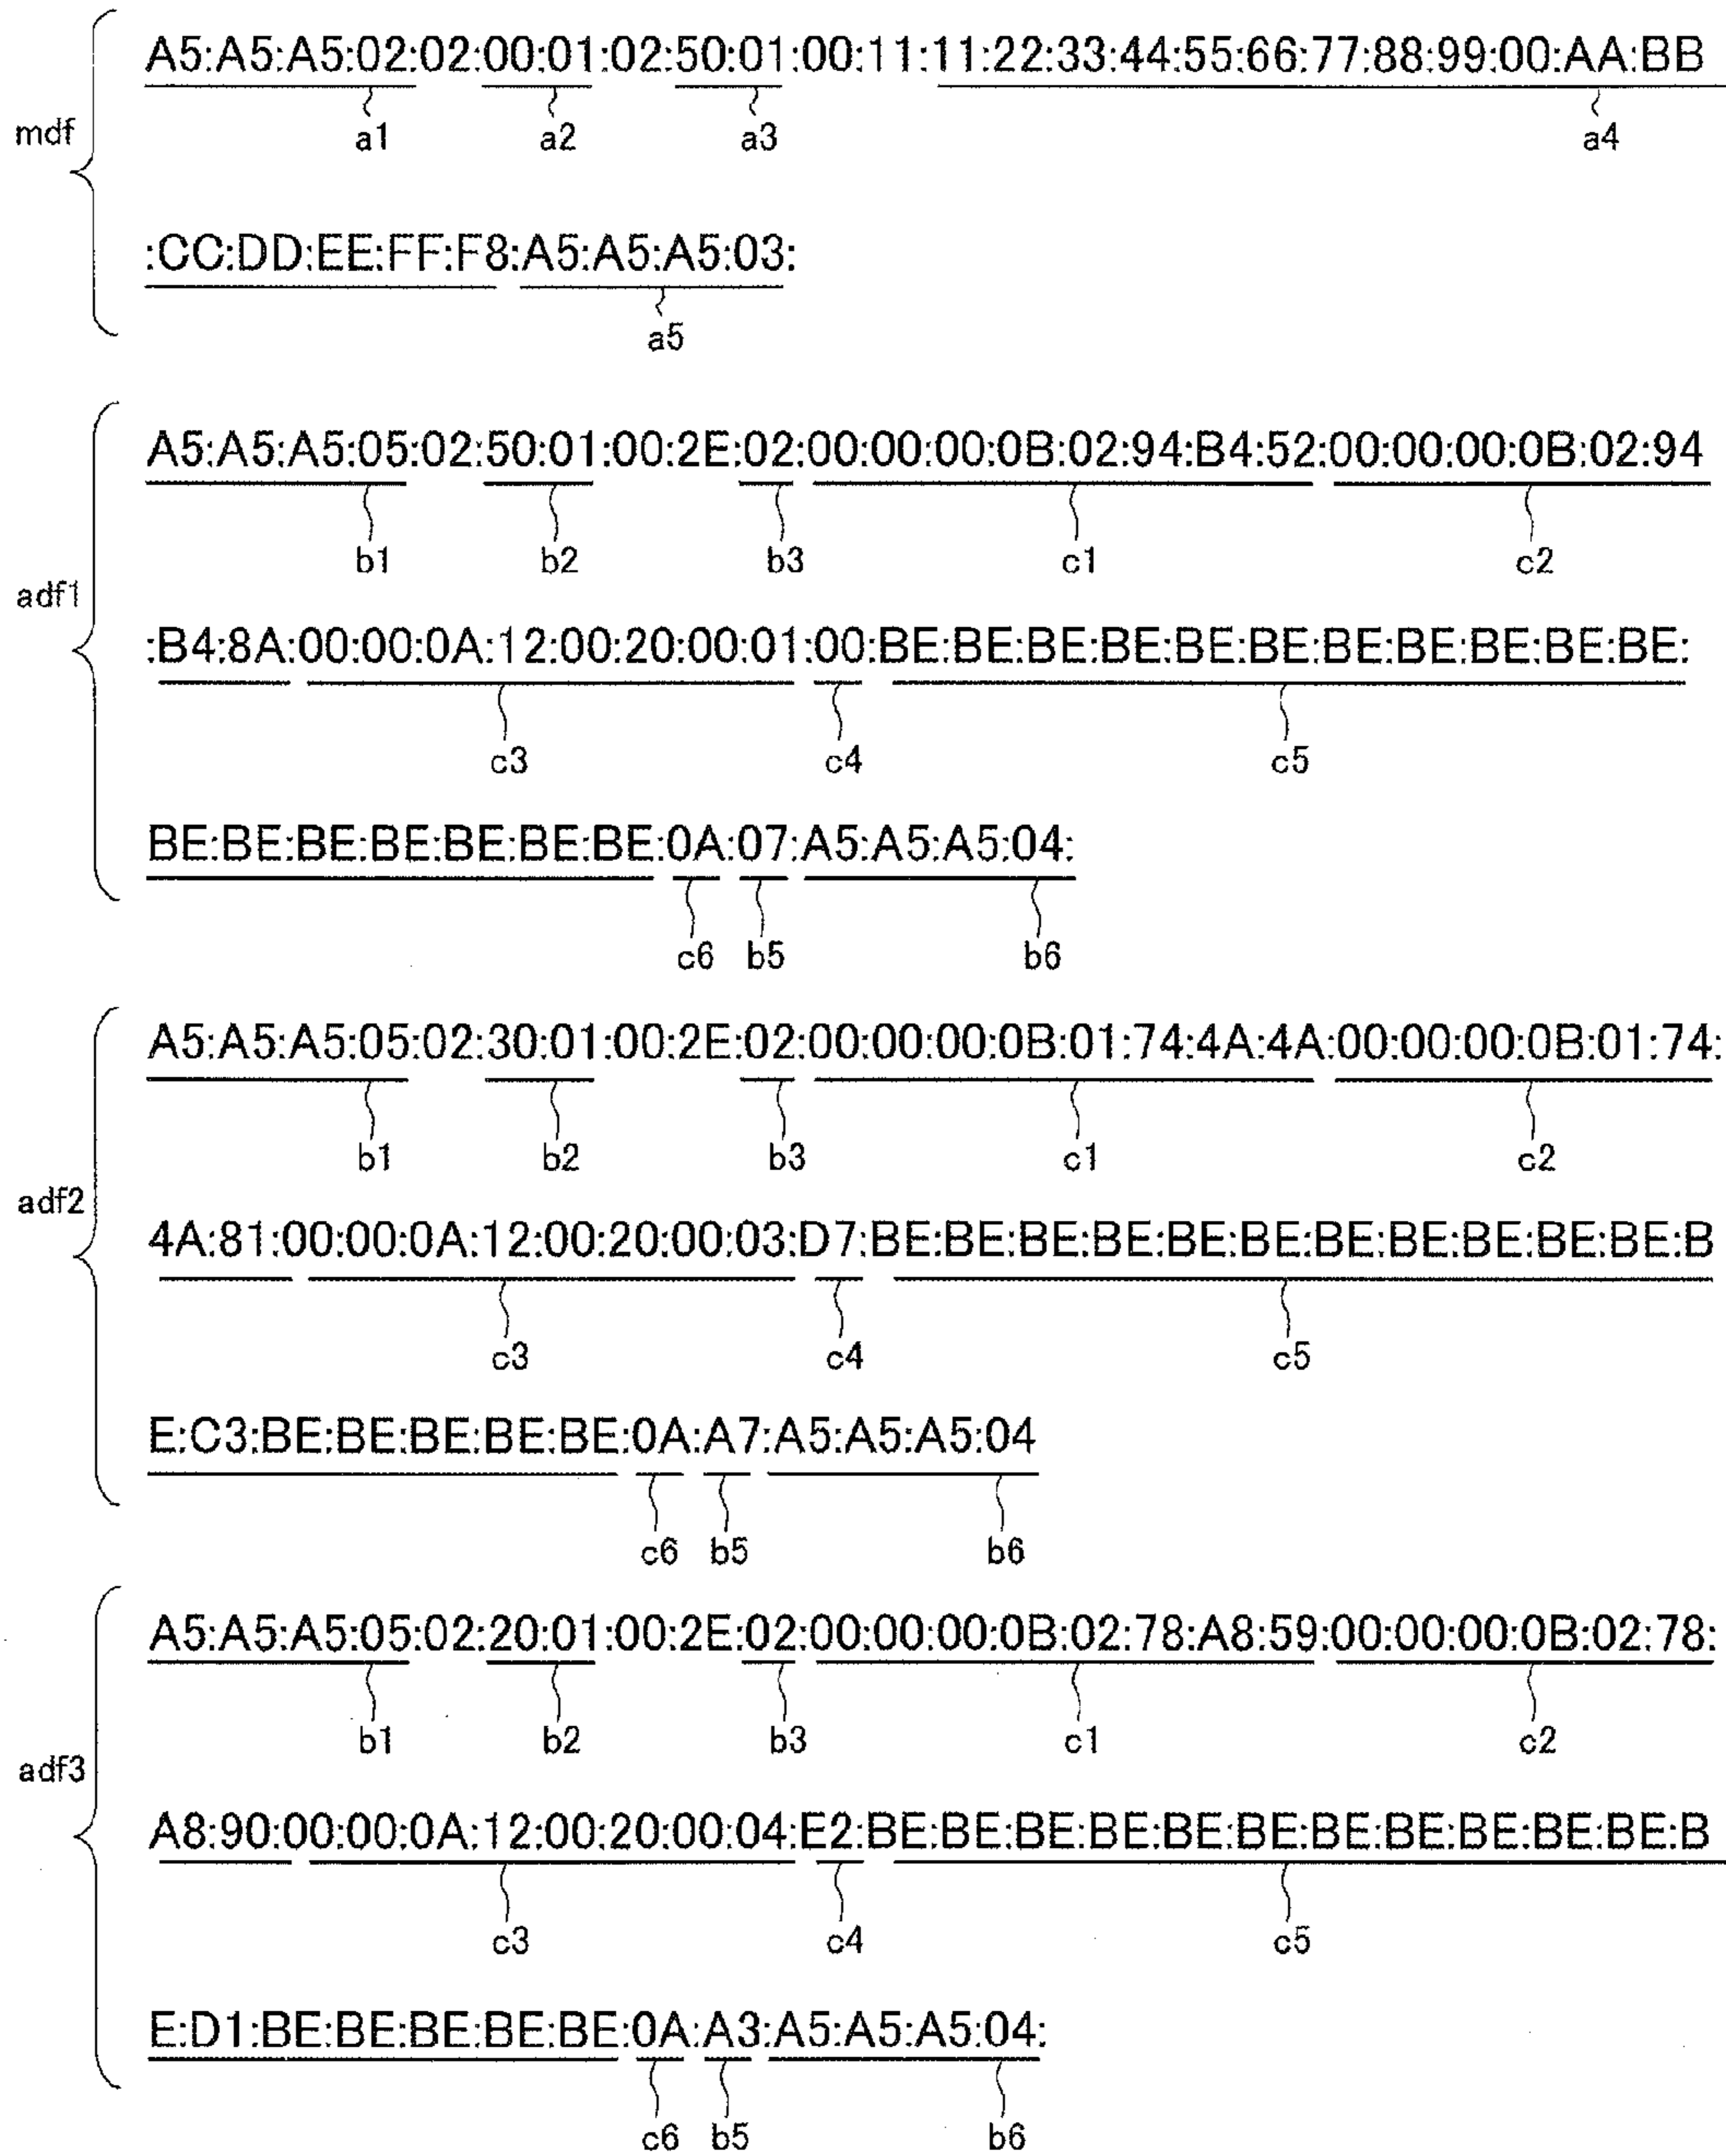 A5:A5:A5:02:02:00:01:02:50:01:00:11:11:22:33:44:55:66:77:88:99:00:AA:BB
a1 a2 a3 a4
mdf
:CC:DD:EE:FF:F8:A5:A5:A5:03:
a5
A5:A5:A5:05:02:50:01:00:2E:02:00:00:00:0B:02:94:B4:52:00:00:00:0B:02:94
b1 b2 b3 c1 c2
adf1
:B4:8A:00:00:0A:12:00:20:00:01:00:BE:BE:BE:BE:BE:BE:BE:BE:BE:BE:BE:
c3 c4 c5
BE:BE:BE:BE:BE:BE:BE:0A:07:A5:A5:A5:04:
c6 b5 b6
A5:A5:A5:05:02:30:01:00:2E:02:00:00:00:0B:01:74:4A:4A:00:00:00:0B:01:74:
b1 b2 b3 c1 c2
adf2
4A:81:00:00:0A:12:00:20:00:03:D7:BE:BE:BE:BE:BE:BE:BE:BE:BE:BE:BE:B
c3 c4 c5
E:C3:BE:BE:BE:BE:BE:0A:A7:A5:A5:A5:04
c6 b5 b6
A5:A5:A5:05:02:20:01:00:2E:02:00:00:00:0B:02:78:A8:59:00:00:00:0B:02:78:
b1 b2 b3 c1 c2
adf3
A8:90:00:00:0A:12:00:20:00:04:E2:BE:BE:BE:BE:BE:BE:BE:BE:BE:BE:BE:B
c3 c4 c5
E:D1:BE:BE:BE:BE:BE:0A:A3:A5:A5:A5:04:
c6 b5 b6